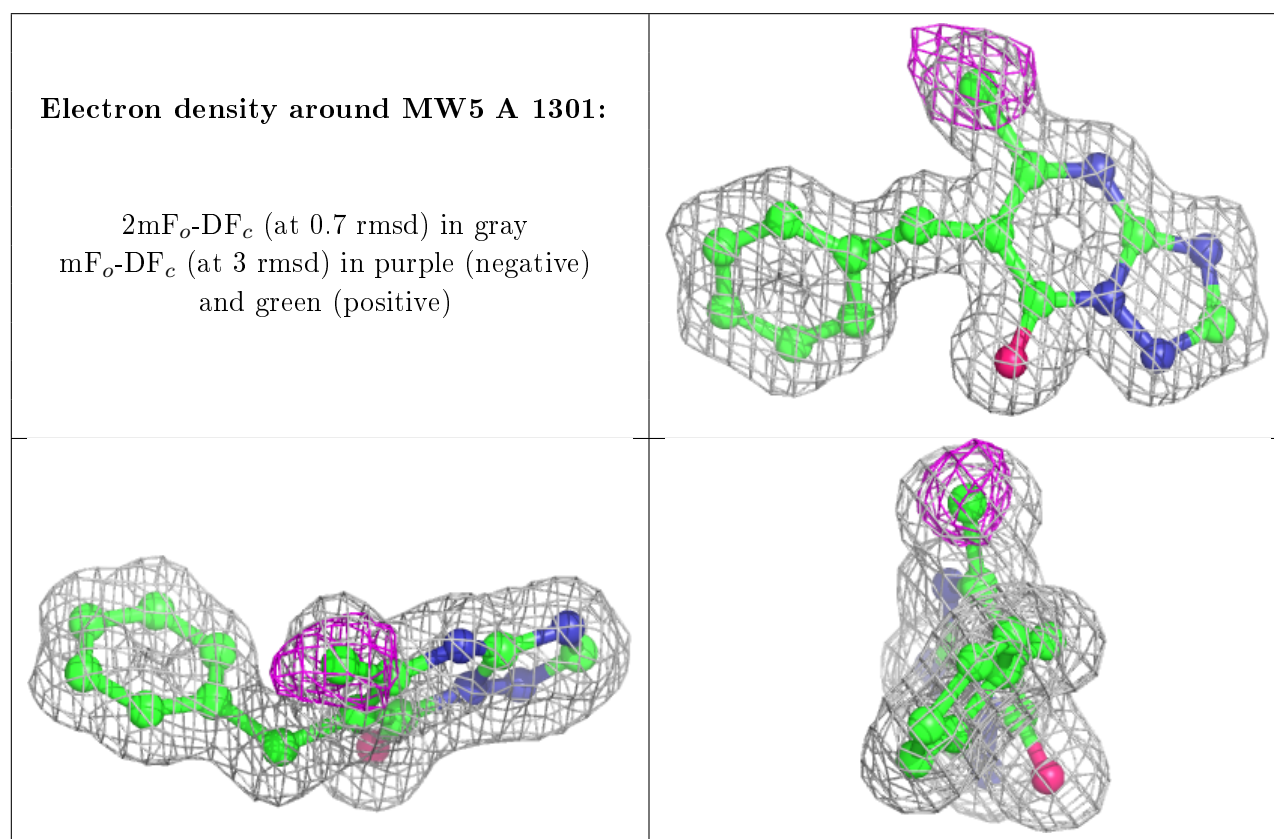 Electron density around MW5 A 1301:
2mFₒ-DF𝒸 (at 0.7 rmsd) in gray
mFₒ-DF𝒸 (at 3 rmsd) in purple (negative)
and green (positive)